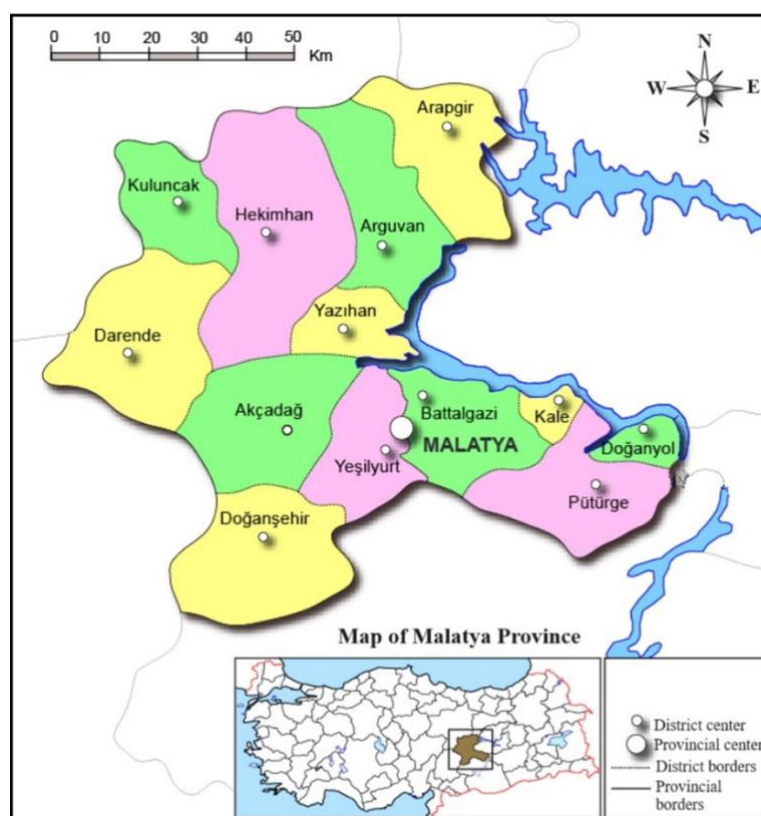 0 10 20 30 40 50
Km
N
W E
S
Arapgir
Kuluncak
Hekimhan
Arguvan
Yazıhan
Darende
Akçadağ
Battalgazi
Kale
MALATYA
Doğanyol
Yeşilyurt
Pütürge
Doğanşehir
Map of Malatya Province
District center
Provincial center
District borders
Provincial
borders